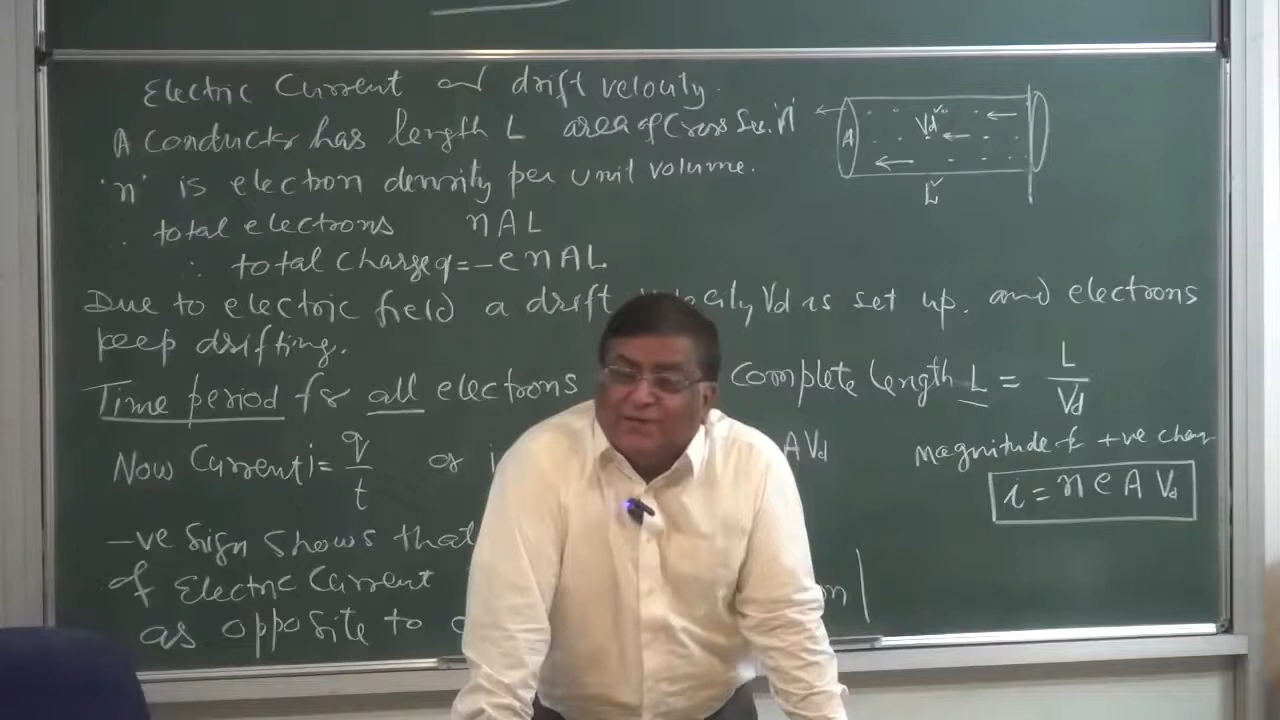 Electric Current and drift velocity.
A Conductor has length L area of Cross Sec. 'A'
'n' is electron density per unit volume.
∴ total electrons nAL
∴ total charge q = -enAL
Due to electric field a drift velocity Vd is set up. and electrons
keep drifting.
Time period for all electrons complete length L = L/Vd
Now Current i = q/t or i AVd
-ve sign shows that
of Electric Current
as opposite to
A
Vd
L
magnitude of +ve char
i = neAVd